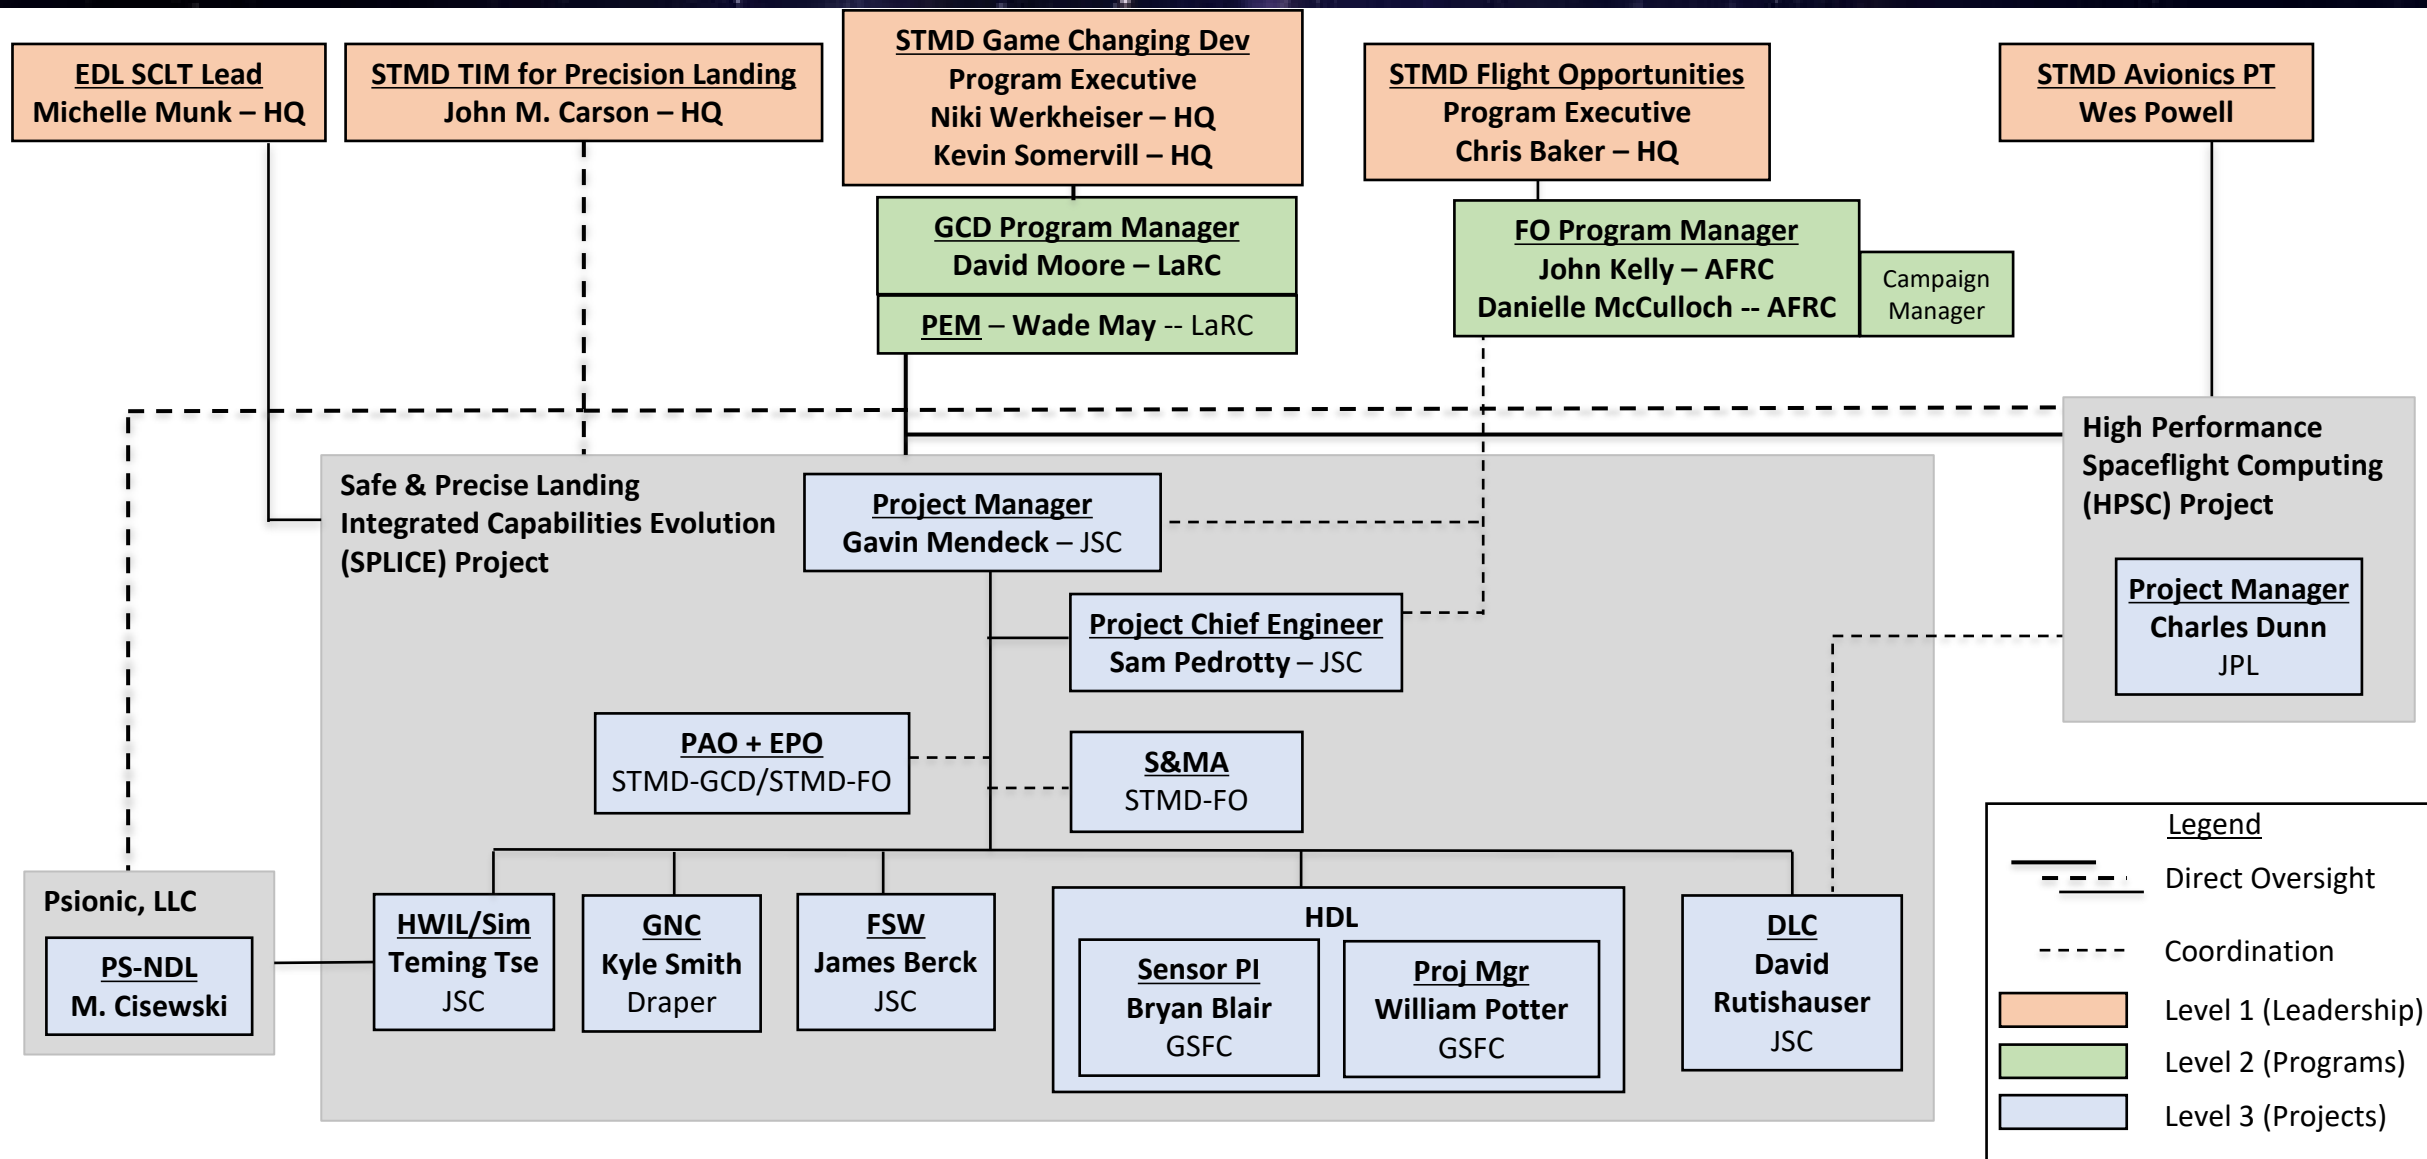 EDL SCLT Lead
Michelle Munk – HQ
STMD TIM for Precision Landing
John M. Carson – HQ
STMD Game Changing Dev
Program Executive
Niki Werkheiser – HQ
Kevin Somervill – HQ
STMD Flight Opportunities
Program Executive
Chris Baker – HQ
STMD Avionics PT
Wes Powell
GCD Program Manager
David Moore – LaRC
PEM – Wade May -- LaRC
FO Program Manager
John Kelly – AFRC
Danielle McCulloch -- AFRC
Campaign
Manager
Safe & Precise Landing
Integrated Capabilities Evolution
(SPLICE) Project
Project Manager
Gavin Mendeck – JSC
Project Chief Engineer
Sam Pedrotty – JSC
High Performance
Spaceflight Computing
(HPSC) Project
Project Manager
Charles Dunn
JPL
PAO + EPO
STMD-GCD/STMD-FO
S&MA
STMD-FO
Psionic, LLC
PS-NDL
M. Cisewski
HWIL/Sim
Teming Tse
JSC
GNC
Kyle Smith
Draper
FSW
James Berck
JSC
HDL
Sensor PI
Bryan Blair
GSFC
Proj Mgr
William Potter
GSFC
DLC
David
Rutishauser
JSC
Legend
Direct Oversight
Coordination
Level 1 (Leadership)
Level 2 (Programs)
Level 3 (Projects)